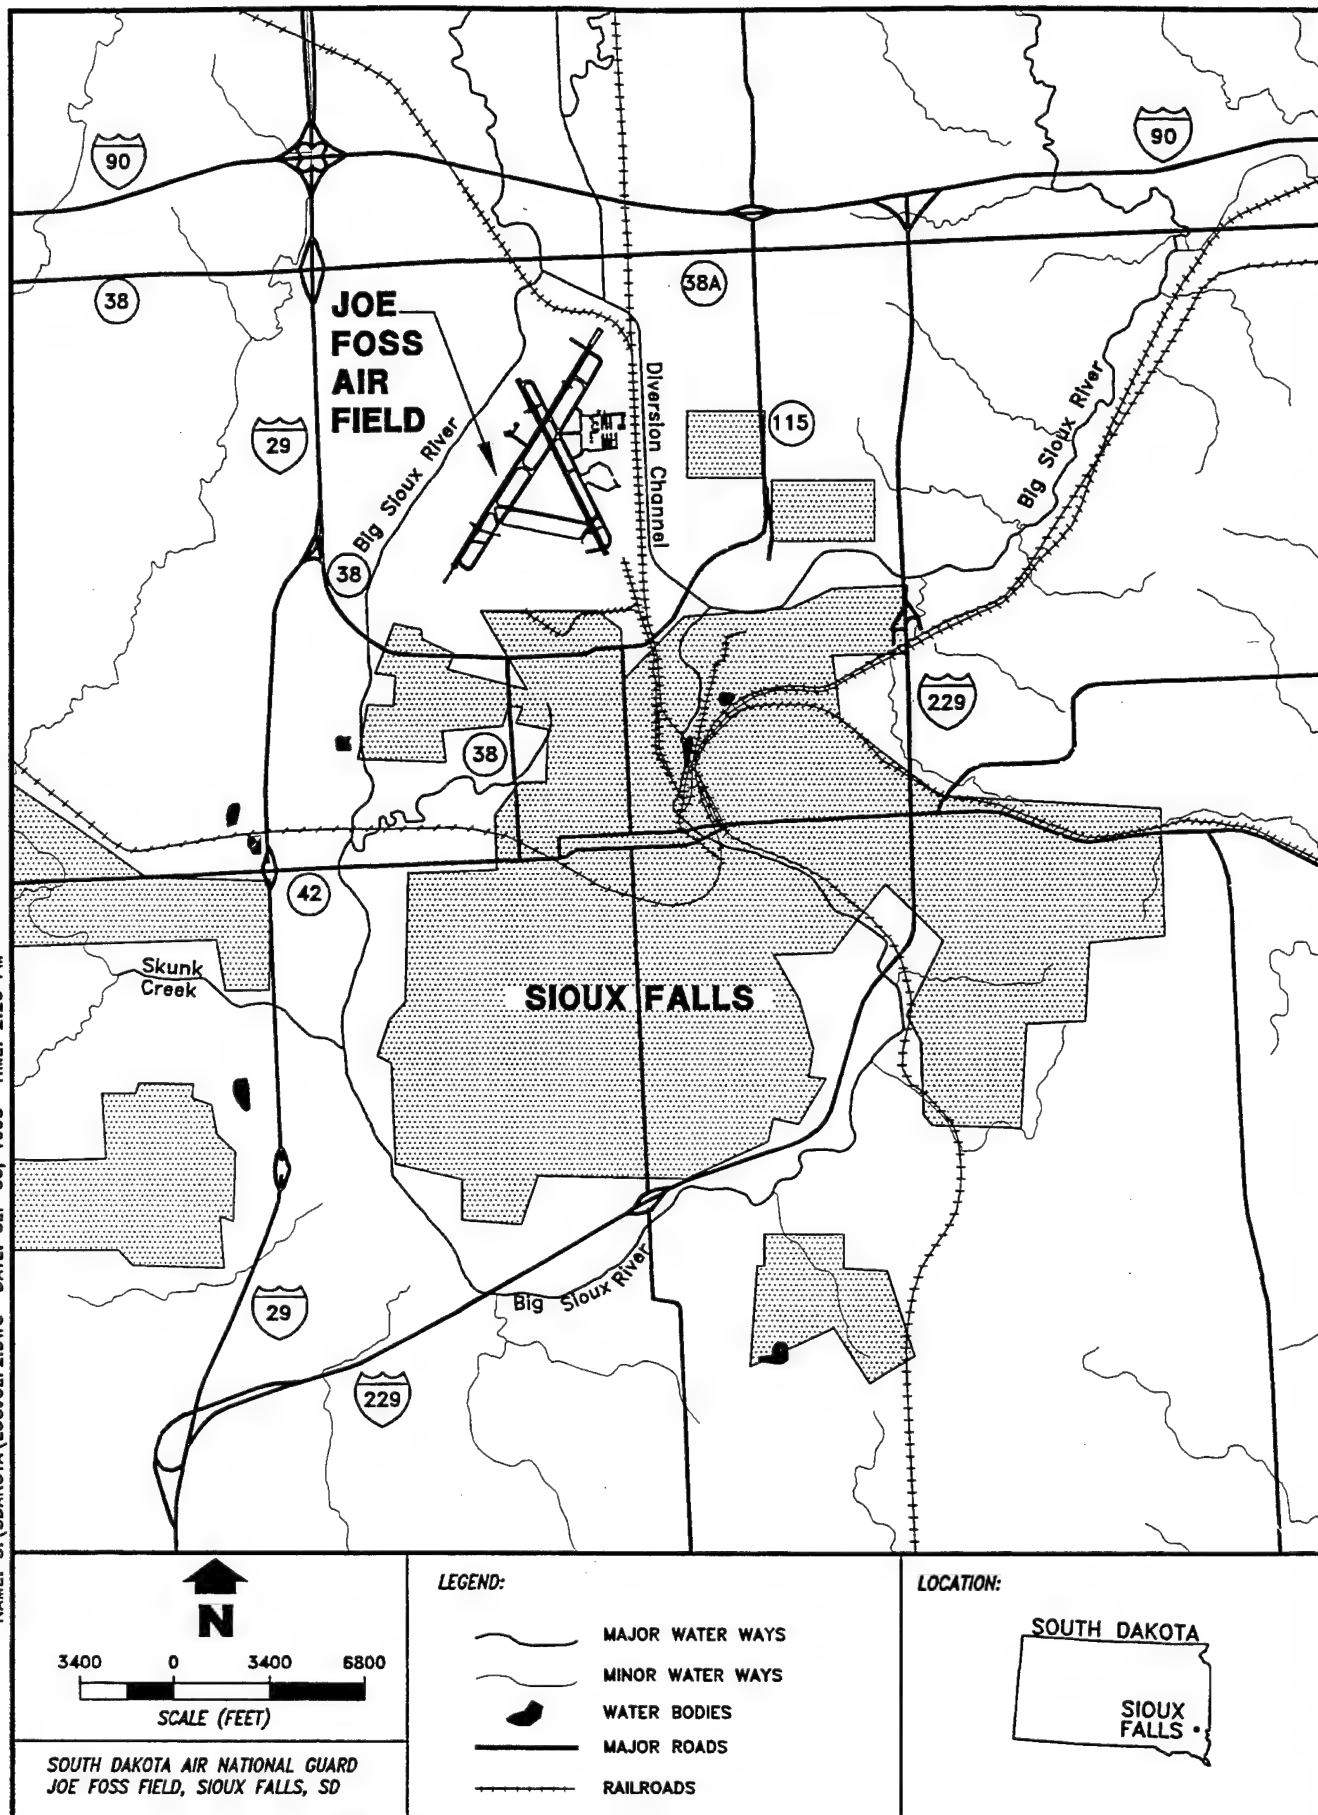 90
90
38
38A
JOE
FOSS
AIR
FIELD
29
Big Sioux River
Diversion Channel
115
Big Sioux River
38
229
38
42
Skunk
Creek
SIOUX FALLS
Big Sioux River
29
229
N
3400 0 3400 6800
SCALE (FEET)
SOUTH DAKOTA AIR NATIONAL GUARD
JOE FOSS FIELD, SIOUX FALLS, SD
LEGEND:
MAJOR WATER WAYS
MINOR WATER WAYS
WATER BODIES
MAJOR ROADS
RAILROADS
LOCATION:
SOUTH DAKOTA
SIOUX
FALLS